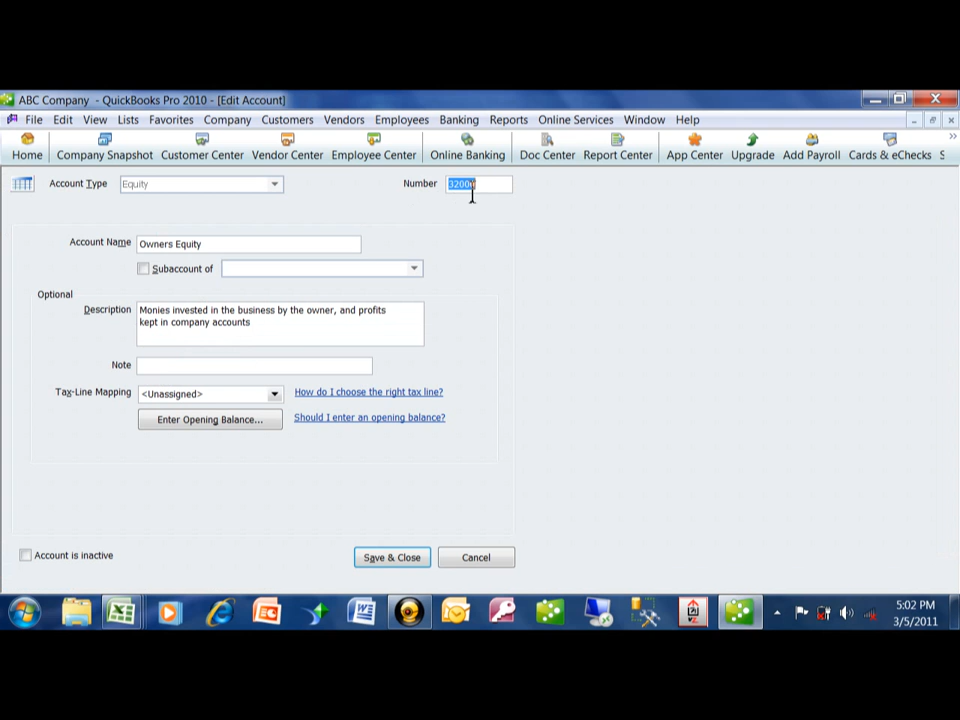 ABC Company - QuickBooks Pro 2010 - [Edit Account]
File Edit View Lists Favorites Company Customers Vendors Employees Banking Reports Online Services Window Help
Home Company Snapshot Customer Center Vendor Center Employee Center Online Banking Doc Center Report Center App Center Upgrade Add Payroll Cards & eChecks S
Account Type Equity Number 32000
Account Name Owners Equity
Subaccount of
Optional
Description Monies invested in the business by the owner, and profits
kept in company accounts
Note
Tax-Line Mapping <Unassigned> How do I choose the right tax line?
Enter Opening Balance... Should I enter an opening balance?
Account is inactive Save & Close Cancel
5:02 PM
3/5/2011